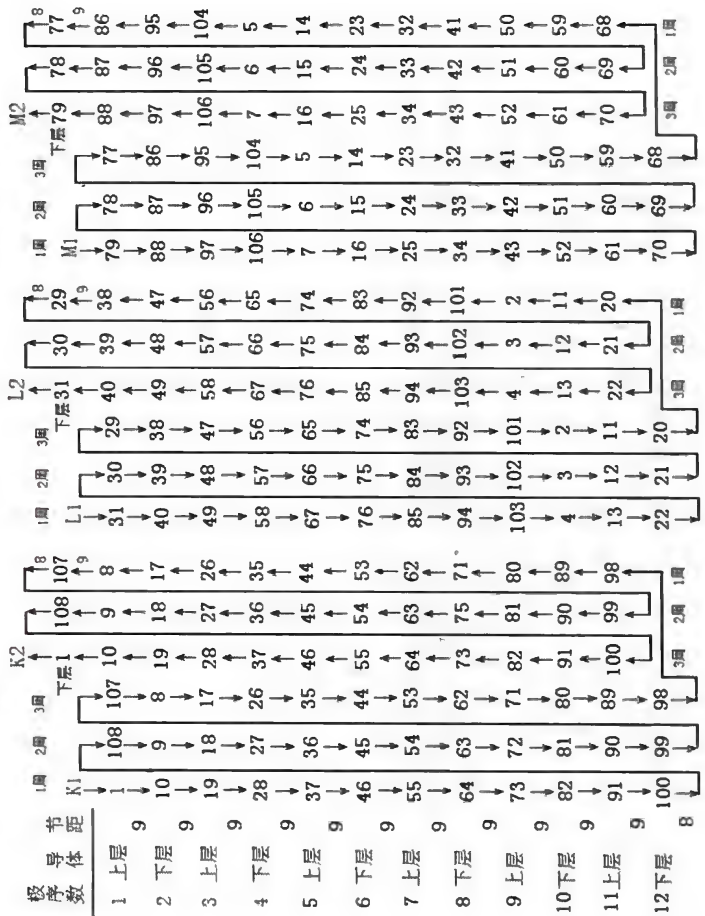 1周 2周 3周 K2 1周 2周 3周 L2 1周 2周 3周 M2
极序数 导体 节距 K1 下层 1 108 107 8 L1 下层 31 30 29 8 M1 下层 79 78 77 8
9 9 9
1 上层 1 108 107 10 9 8 31 30 29 40 39 38 79 78 77 88 87 86
9
2 下层 10 9 8 19 18 17 40 39 38 49 48 47 88 87 86 97 96 95
9
3 上层 19 18 17 28 27 26 49 48 47 58 57 56 97 96 95 106 105 104
9
4 下层 28 27 26 37 36 35 58 57 56 67 66 65 106 105 104 7 6 5
9
5 上层 37 36 35 46 45 44 67 66 65 76 75 74 7 6 5 16 15 14
9
6 下层 46 45 44 55 54 53 76 75 74 85 84 83 16 15 14 25 24 23
9
7 上层 55 54 53 64 63 62 85 84 83 94 93 92 25 24 23 34 33 32
9
8 下层 64 63 62 73 75 71 94 93 92 103 102 101 34 33 32 43 42 41
9
9 上层 73 72 71 82 81 80 103 102 101 4 3 2 43 42 41 52 51 50
9
10 下层 82 81 80 91 90 89 4 3 2 13 12 11 52 51 50 61 60 59
9
11 上层 91 90 89 100 99 98 13 12 11 22 21 20 61 60 59 70 69 68
9
12 下层 100 99 98 22 21 20 70 69 68
8 3周 2周 1周 3周 2周 1周 3周 2周 1周